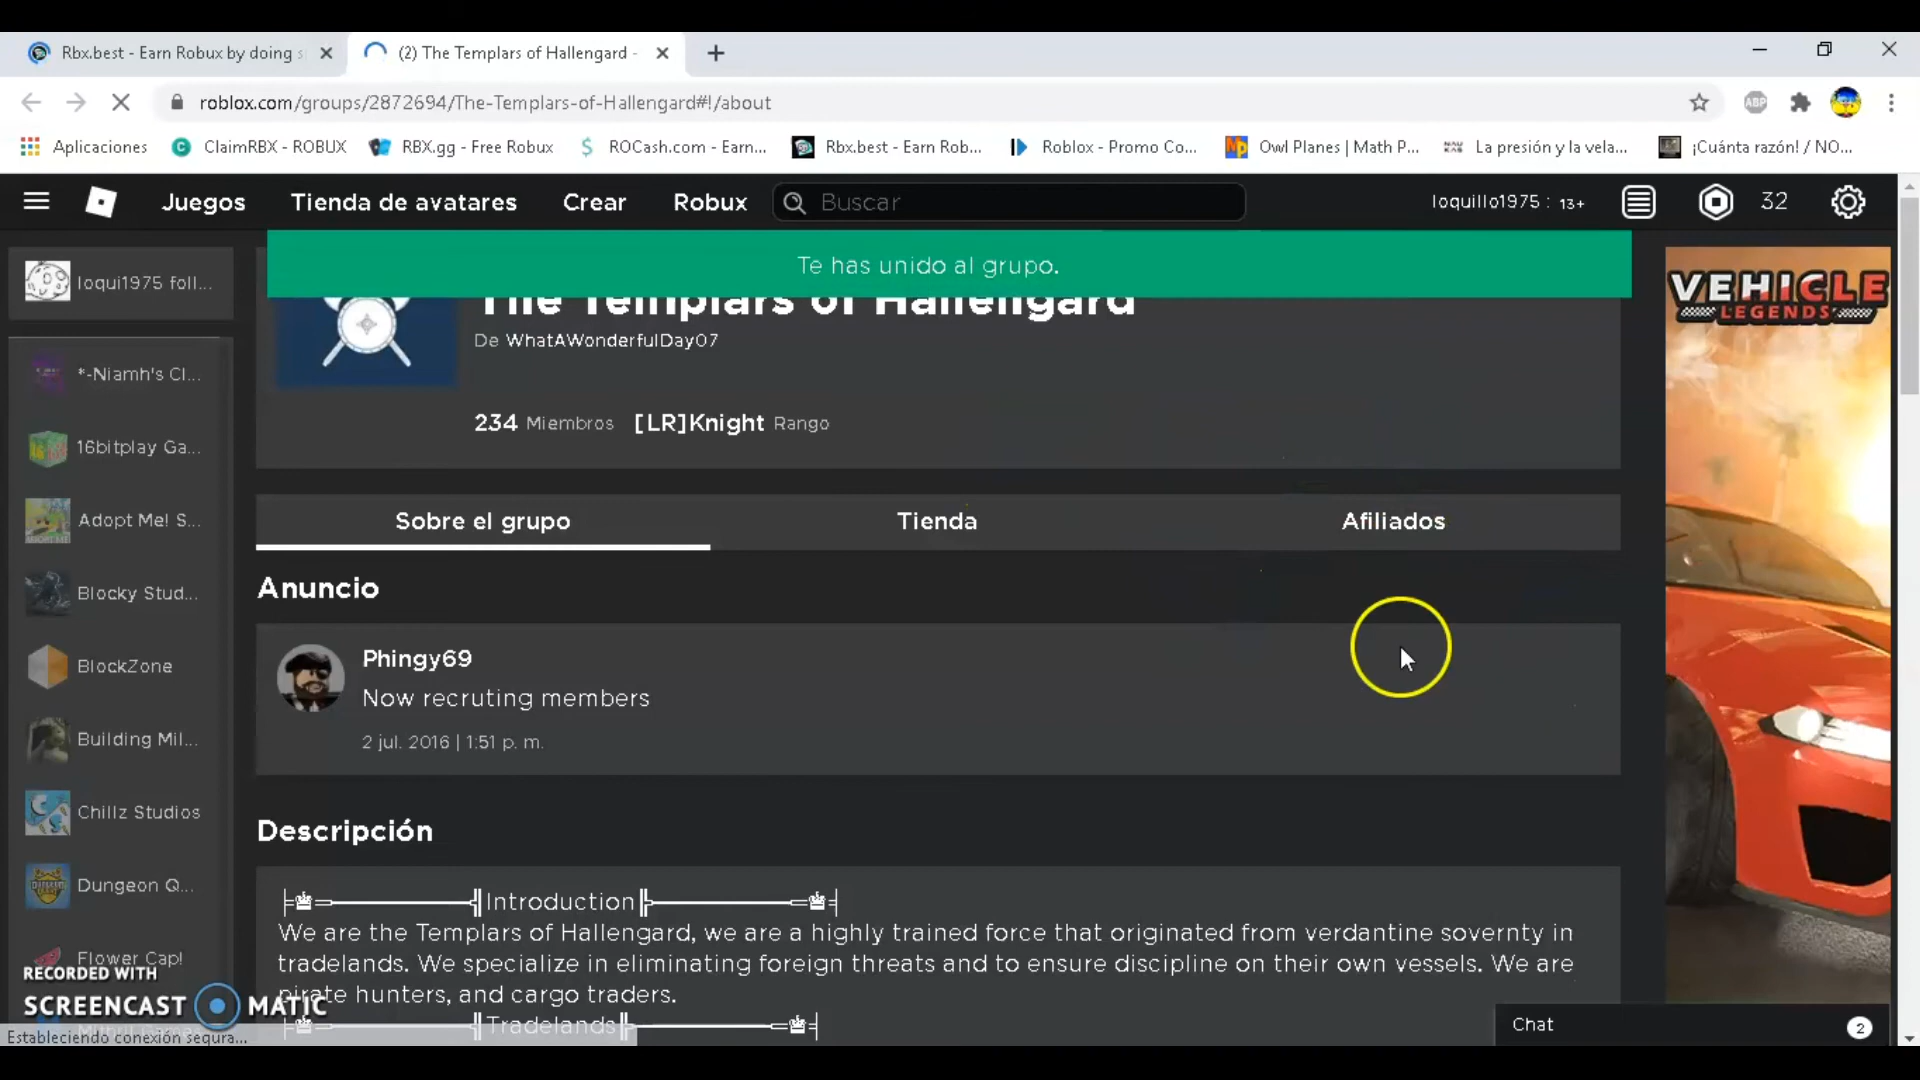 Rbx.best - Earn Robux by doing s
(2) The Templars of Hallengard -
roblox.com/groups/2872694/The-Templars-of-Hallengard#!/about
ABP
Aplicaciones
ClaimRBX - ROBUX
RBX.gg - Free Robux
ROCash.com - Earn...
Rbx.best - Earn Rob...
Roblox - Promo Co...
Owl Planes | Math P...
La presión y la vela...
¡Cuánta razón! / NO...
Juegos
Tienda de avatares
Crear
Robux
Buscar
loquillo1975 : 13+
32
loqui1975 foll...
Te has unido al grupo.
The Templars of Hallengard
De WhatAWonderfulDay07
234 Miembros [LR]Knight Rango
VEHICLE
LEGENDS
*-Niamh's Cl...
16bitplay Ga...
Adopt Me! S...
Blocky Stud...
BlockZone
Building Mil...
Chillz Studios
Dungeon Q...
Flower Cap!
Sobre el grupo
Tienda
Afiliados
Anuncio
Phingy69
Now recruting members
2 jul. 2016 | 1:51 p. m.
Descripción
╞♚═────────╣Introduction╠────────═♚╡
We are the Templars of Hallengard, we are a highly trained force that originated from verdantine sovernty in
tradelands. We specialize in eliminating foreign threats and to ensure discipline on their own vessels. We are
pirate hunters, and cargo traders.
╞♚═────────╣Tradelands╠────────═♚╡
RECORDED WITH
SCREENCAST MATIC
Estableciendo conexión segura...
Chat
2